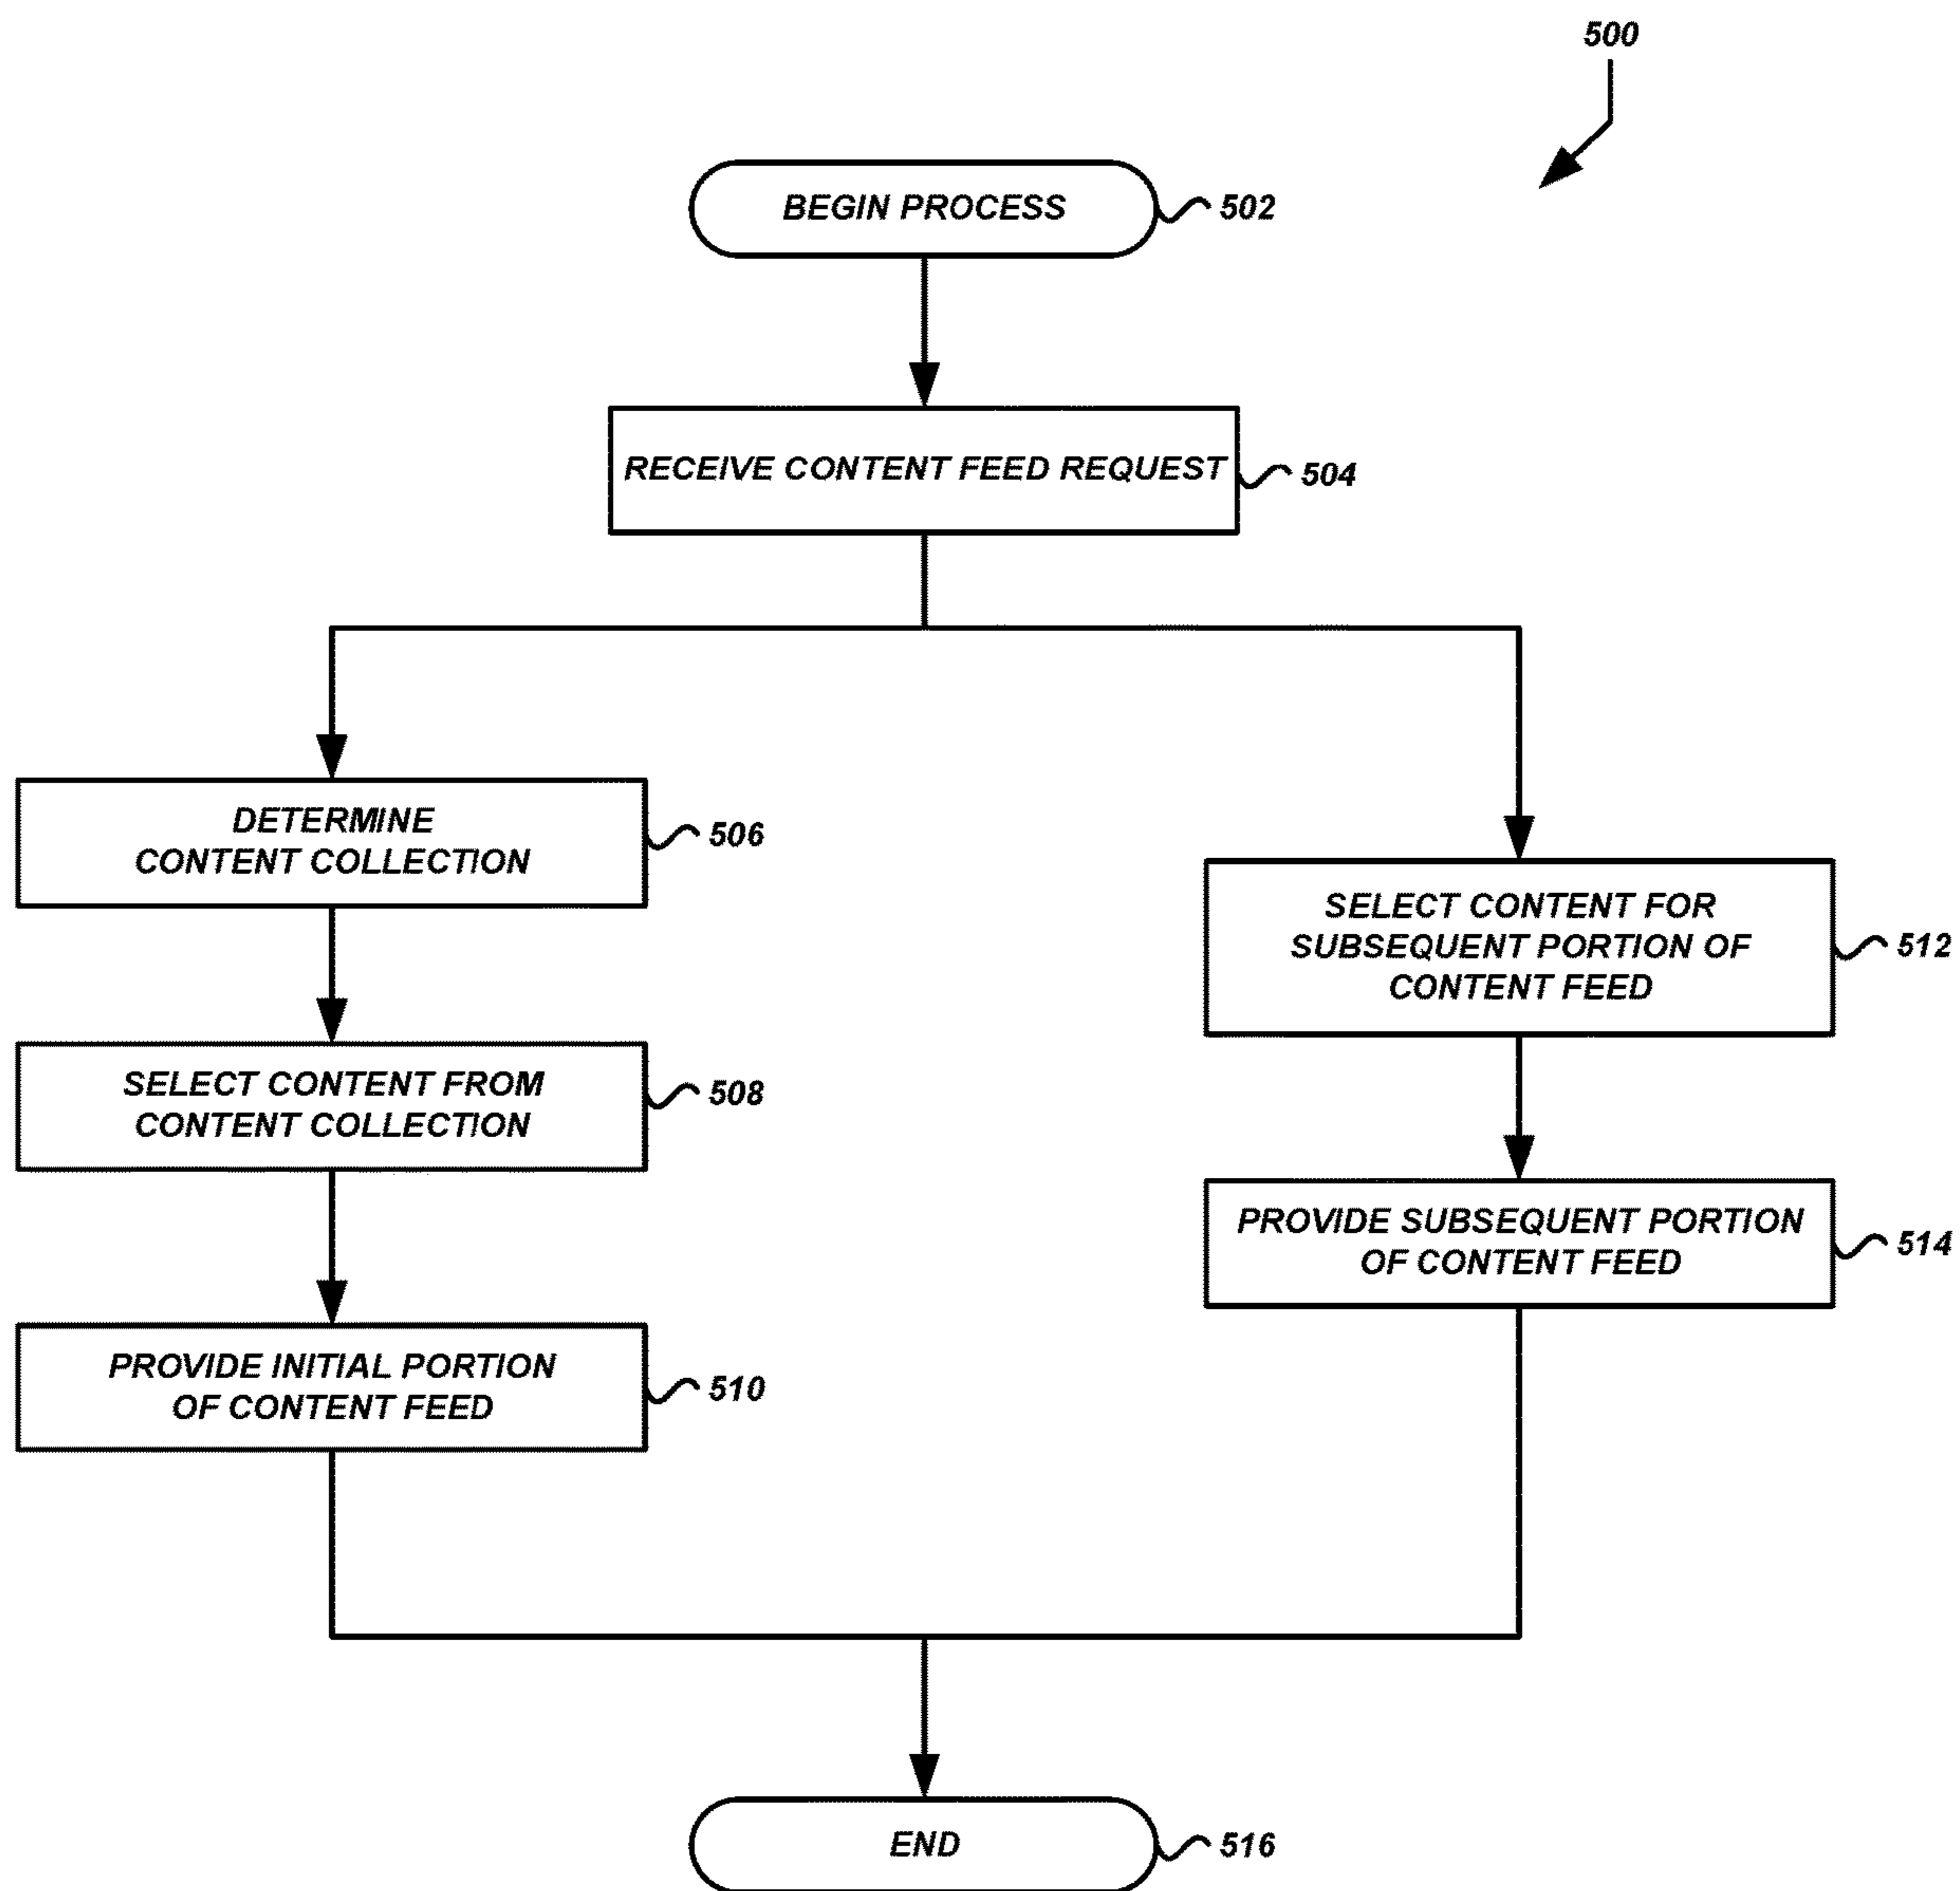 500
BEGIN PROCESS
502
RECEIVE CONTENT FEED REQUEST
504
DETERMINE
CONTENT COLLECTION
506
SELECT CONTENT FROM
CONTENT COLLECTION
508
PROVIDE INITIAL PORTION
OF CONTENT FEED
510
SELECT CONTENT FOR
SUBSEQUENT PORTION OF
CONTENT FEED
512
PROVIDE SUBSEQUENT PORTION
OF CONTENT FEED
514
END
516